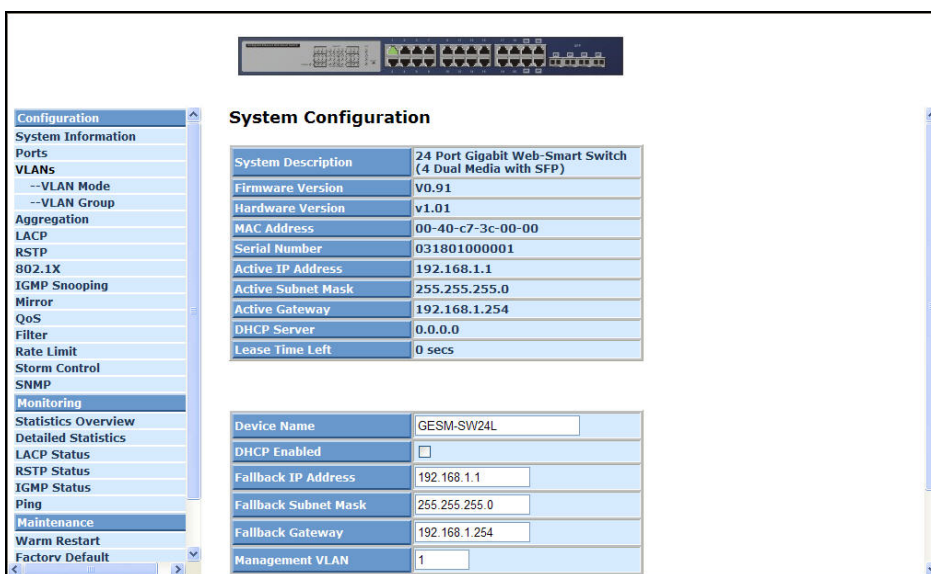 Configuration
System Information
Ports
VLANs
--VLAN Mode
--VLAN Group
Aggregation
LACP
RSTP
802.1X
IGMP Snooping
Mirror
QoS
Filter
Rate Limit
Storm Control
SNMP
Monitoring
Statistics Overview
Detailed Statistics
LACP Status
RSTP Status
IGMP Status
Ping
Maintenance
Warm Restart
Factory Default
System Configuration
System Description 24 Port Gigabit Web-Smart Switch
(4 Dual Media with SFP)
Firmware Version V0.91
Hardware Version v1.01
MAC Address 00-40-c7-3c-00-00
Serial Number 031801000001
Active IP Address 192.168.1.1
Active Subnet Mask 255.255.255.0
Active Gateway 192.168.1.254
DHCP Server 0.0.0.0
Lease Time Left 0 secs
Device Name GESM-SW24L
DHCP Enabled
Fallback IP Address 192.168.1.1
Fallback Subnet Mask 255.255.255.0
Fallback Gateway 192.168.1.254
Management VLAN 1